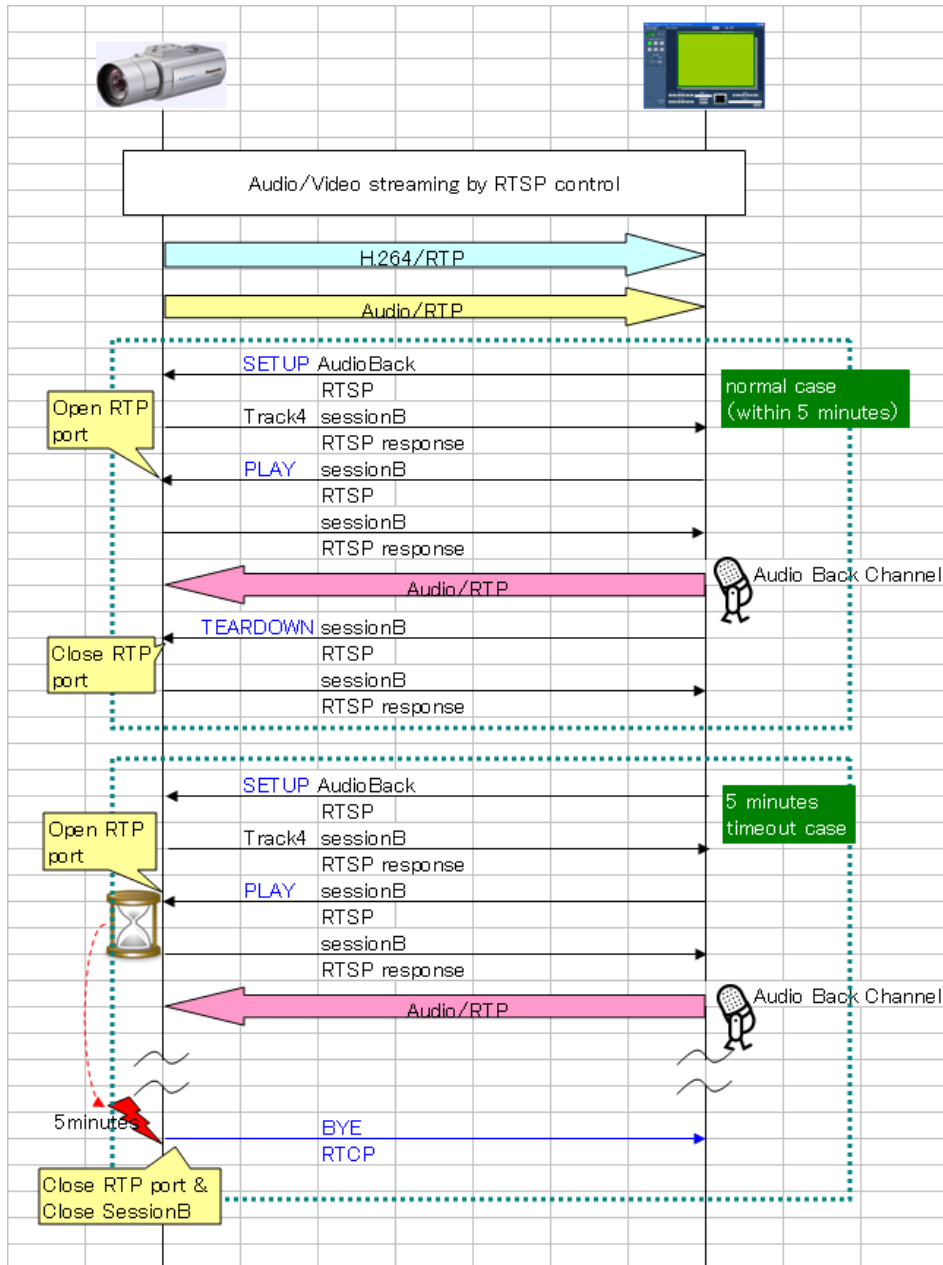 Audio/Video streaming by RTSP control
H.264/RTP
Audio/RTP
SETUP AudioBack
RTSP
normal case
(within 5 minutes)
Open RTP
port
Track4 sessionB
RTSP response
PLAY sessionB
RTSP
sessionB
RTSP response
Audio/RTP
Audio Back Channel
TEARDOWN sessionB
RTSP
Close RTP
port
sessionB
RTSP response
SETUP AudioBack
RTSP
5 minutes
timeout case
Open RTP
port
Track4 sessionB
RTSP response
PLAY sessionB
RTSP
sessionB
RTSP response
Audio/RTP
Audio Back Channel
5minutes
BYE
RTCP
Close RTP port &
Close SessionB